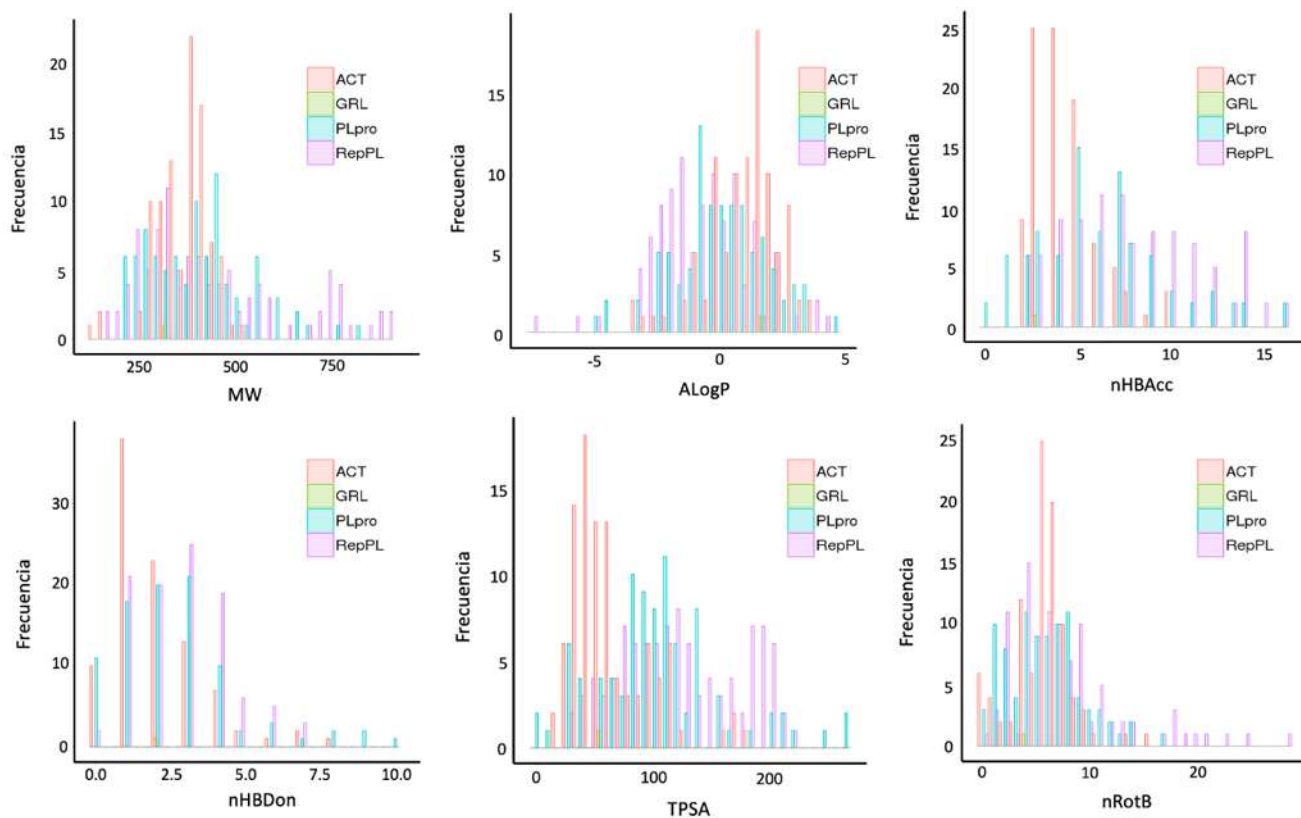 Frecuencia
20
15
10
5
0
250
500
750
MW
ACT
GRL
PLpro
RepPL
Frecuencia
15
10
5
0
-5
0
5
ALogP
ACT
GRL
PLpro
RepPL
Frecuencia
25
20
15
10
5
0
0
5
10
15
nHBAcc
ACT
GRL
PLpro
RepPL
Frecuencia
30
20
10
0
0.0
2.5
5.0
7.5
10.0
nHBDon
ACT
GRL
PLpro
RepPL
Frecuencia
15
10
5
0
0
100
200
TPSA
ACT
GRL
PLpro
RepPL
Frecuencia
25
20
15
10
5
0
0
10
20
nRotB
ACT
GRL
PLpro
RepPL